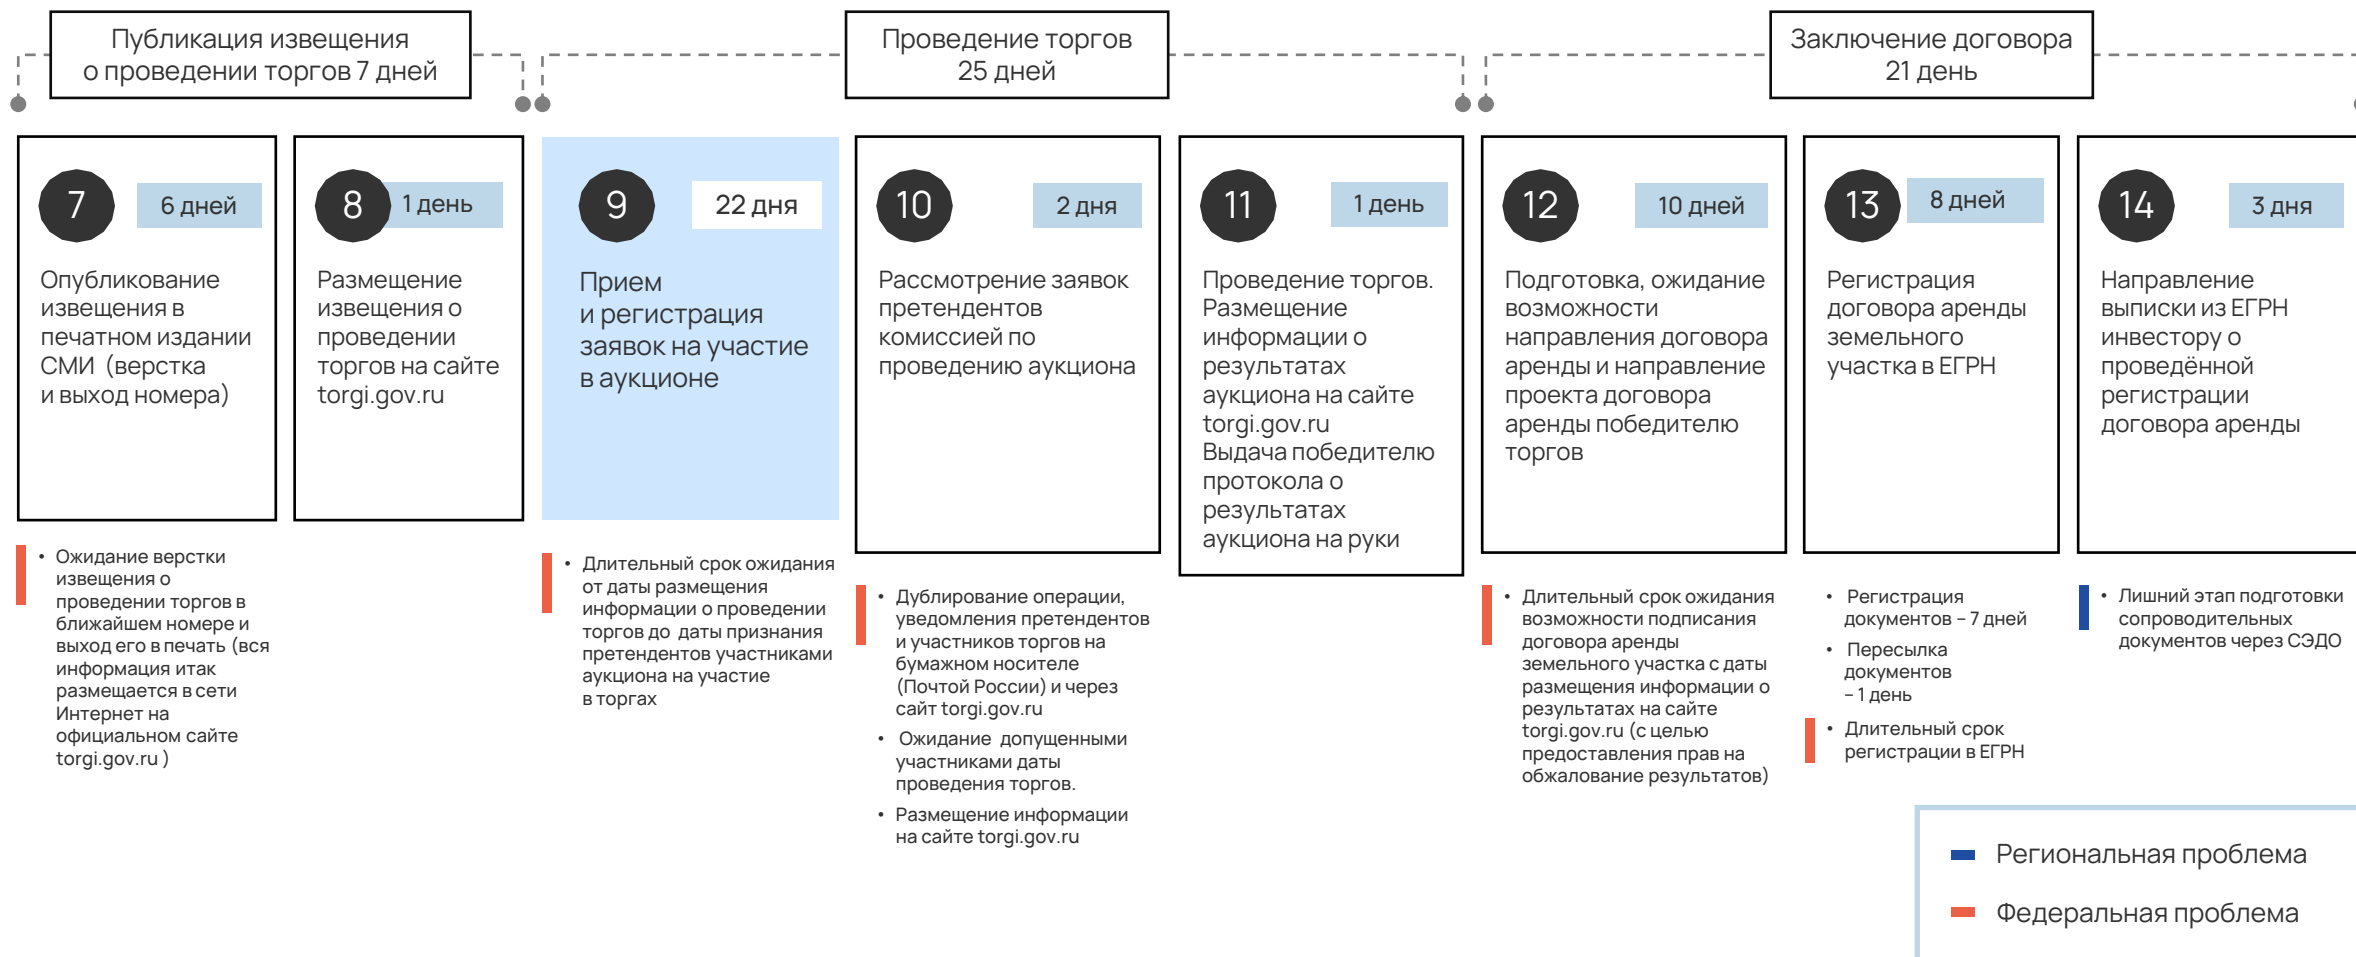 Публикация извещения
о проведении торгов 7 дней
Проведение торгов
25 дней
Заключение договора
21 день
7
6 дней
Опубликование
извещения в
печатном издании
СМИ (верстка
и выход номера)
8
1 день
Размещение
извещения о
проведении
торгов на сайте
torgi.gov.ru
9
22 дня
Прием
и регистрация
заявок на участие
в аукционе
10
2 дня
Рассмотрение заявок
претендентов
комиссией по
проведению аукциона
11
1 день
Проведение торгов.
Размещение
информации о
результатах
аукциона на сайте
torgi.gov.ru
Выдача победителю
протокола о
результатах
аукциона на руки
12
10 дней
Подготовка, ожидание
возможности
направления договора
аренды и направление
проекта договора
аренды победителю
торгов
13
8 дней
Регистрация
договора аренды
земельного
участка в ЕГРН
14
3 дня
Направление
выписки из ЕГРН
инвестору о
проведённой
регистрации
договора аренды
• Ожидание верстки
извещения о
проведении торгов в
ближайшем номере и
выход его в печать (вся
информация итак
размещается в сети
Интернет на
официальном сайте
torgi.gov.ru )
• Длительный срок ожидания
от даты размещения
информации о проведении
торгов до даты признания
претендентов участниками
аукциона на участие
в торгах
• Дублирование операции,
уведомления претендентов
и участников торгов на
бумажном носителе
(Почтой России) и через
сайт torgi.gov.ru
• Ожидание допущенными
участниками даты
проведения торгов.
• Размещение информации
на сайте torgi.gov.ru
• Длительный срок ожидания
возможности подписания
договора аренды
земельного участка с даты
размещения информации о
результатах на сайте
torgi.gov.ru (с целью
предоставления прав на
обжалование результатов)
• Регистрация
документов – 7 дней
• Пересылка
документов
– 1 день
• Длительный срок
регистрации в ЕГРН
• Лишний этап подготовки
сопроводительных
документов через СЭДО
Региональная проблема
Федеральная проблема